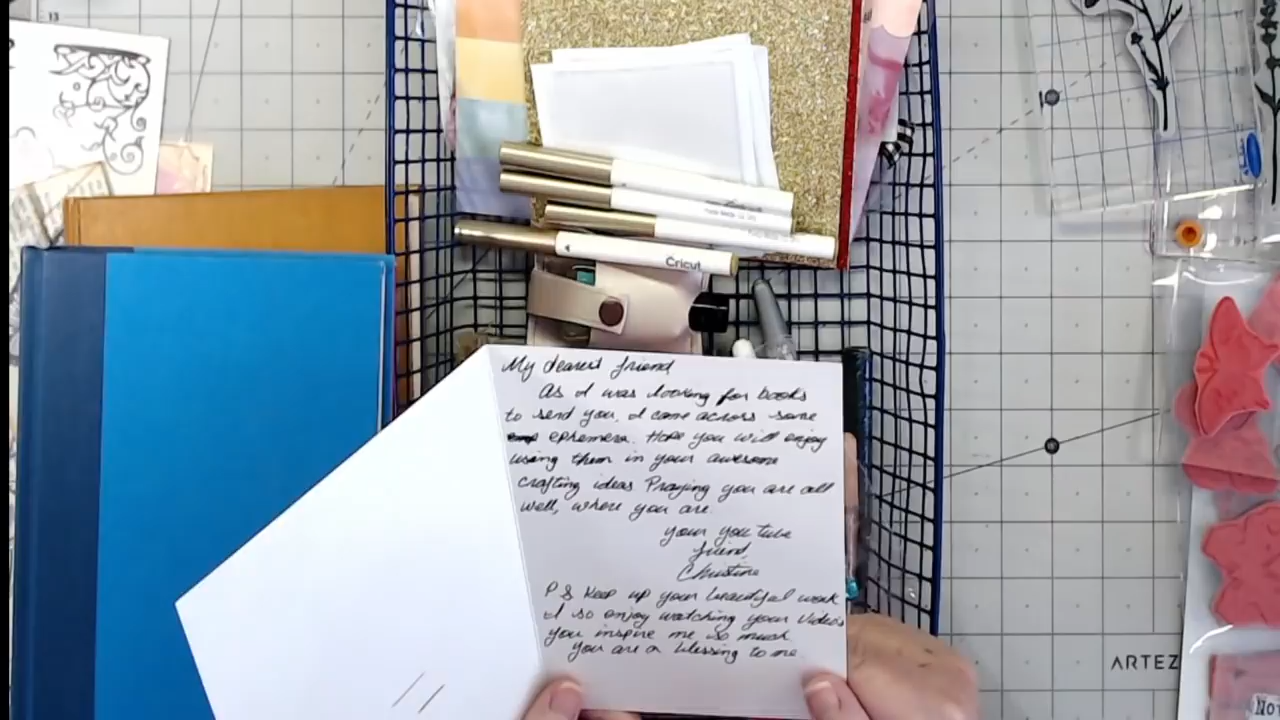 Cricut
My dearest friend
As I was looking for books
to send you, I came across some
ephemera. Hope you will enjoy
using them in your awesome
crafting ideas Praying you are all
well, where you are.
your you tube
friend,
Christine
PS Keep up your beautiful work
I so enjoy watching your videos
you inspire me so much
you are a blessing to me.
ARTEZ